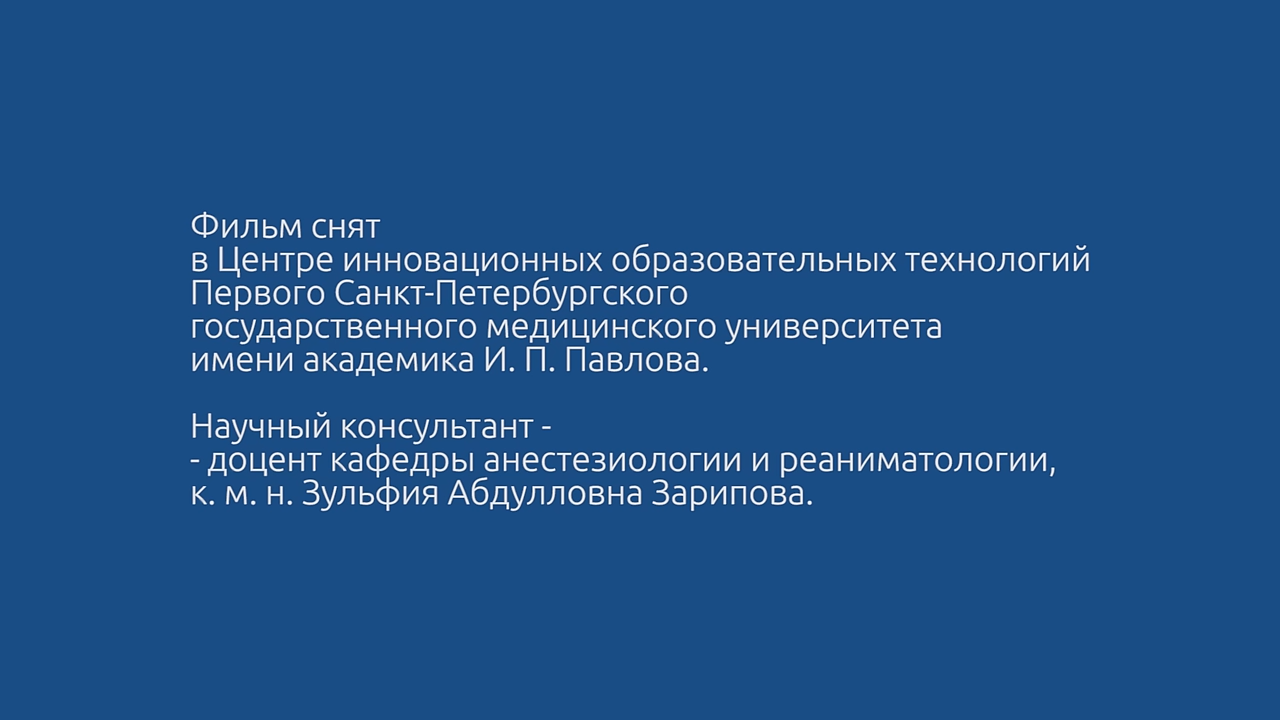 Фильм снят
в Центре инновационных образовательных технологий
Первого Санкт-Петербургского
государственного медицинского университета
имени академика И. П. Павлова.
Научный консультант -
- доцент кафедры анестезиологии и реаниматологии,
к. м. н. Зульфия Абдулловна Зарипова.